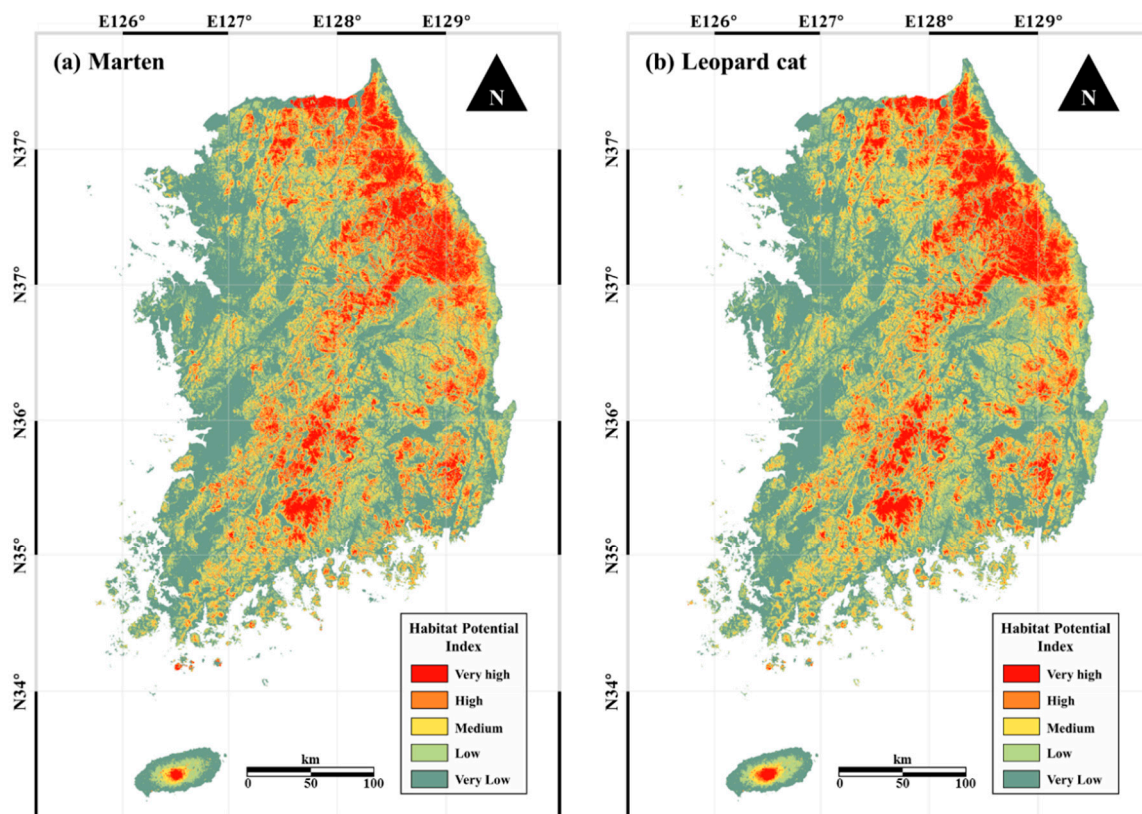 E126° E127° E128° E129°
(a) Marten
N
N37°
N37°
N36°
N35°
N34°
Habitat Potential
Index
Very high
High
Medium
Low
Very Low
km
0 50 100
E126° E127° E128° E129°
(b) Leopard cat
N
N37°
N37°
N36°
N35°
N34°
Habitat Potential
Index
Very high
High
Medium
Low
Very Low
km
0 50 100